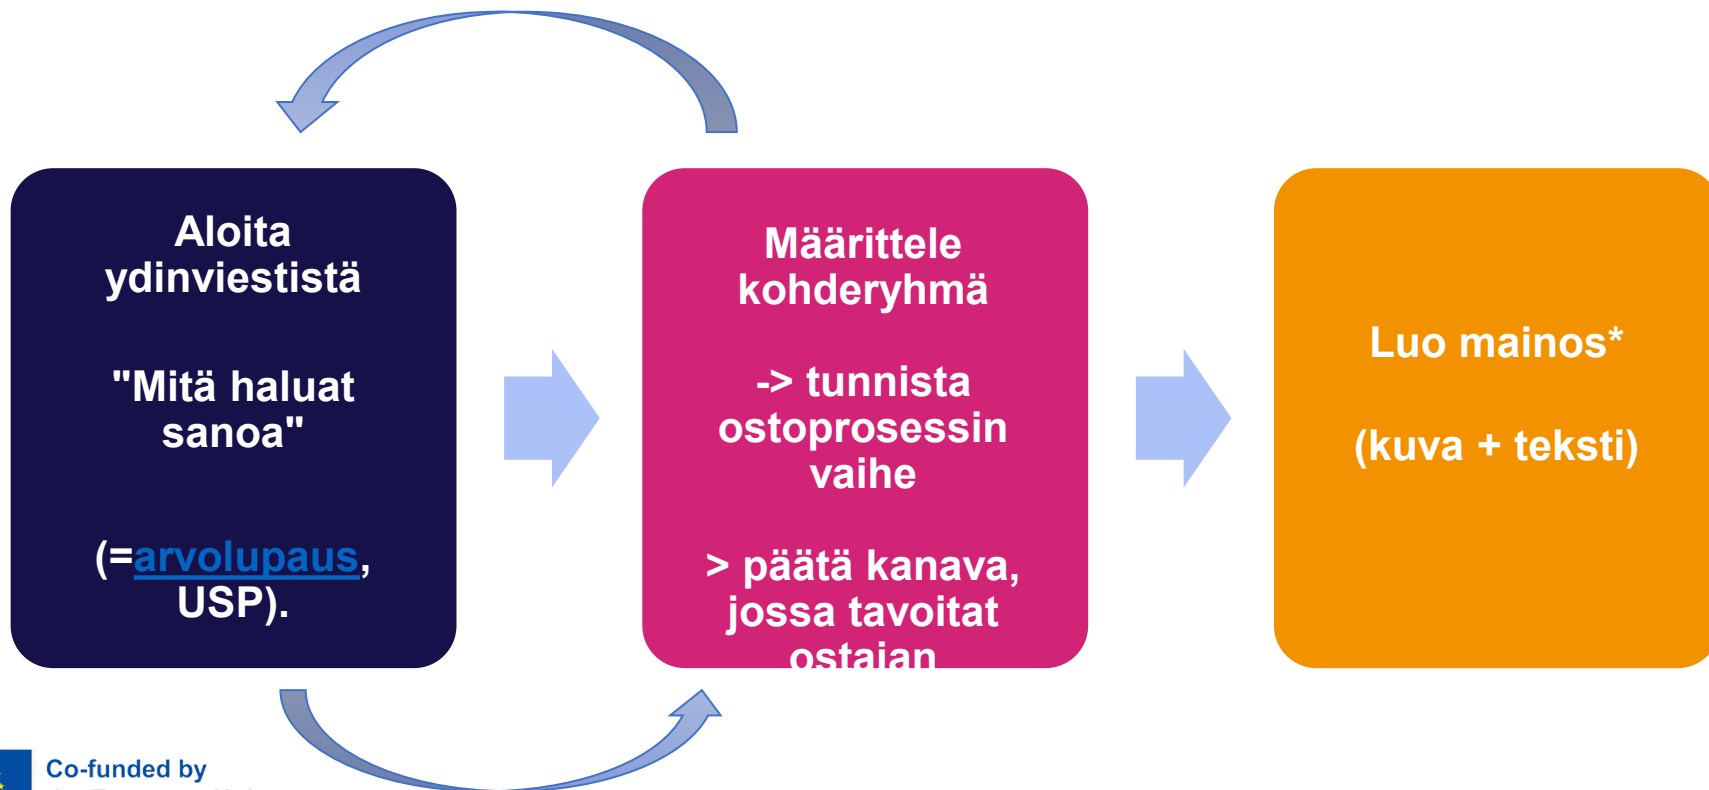 Aloita
ydinviestistä
"Mitä haluat
sanoa"
(=arvolupaus,
USP).
Määrittele
kohderyhmä
-> tunnista
ostoprosessin
vaihe
> päätä kanava,
jossa tavoitat
ostajan
Luo mainos*
(kuva + teksti)
Co-funded by